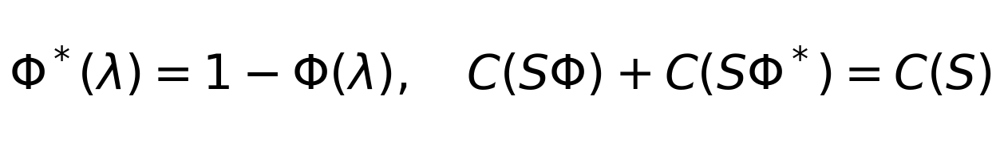 Φ*(λ) = 1 − Φ(λ), C(SΦ) + C(SΦ*) = C(S)